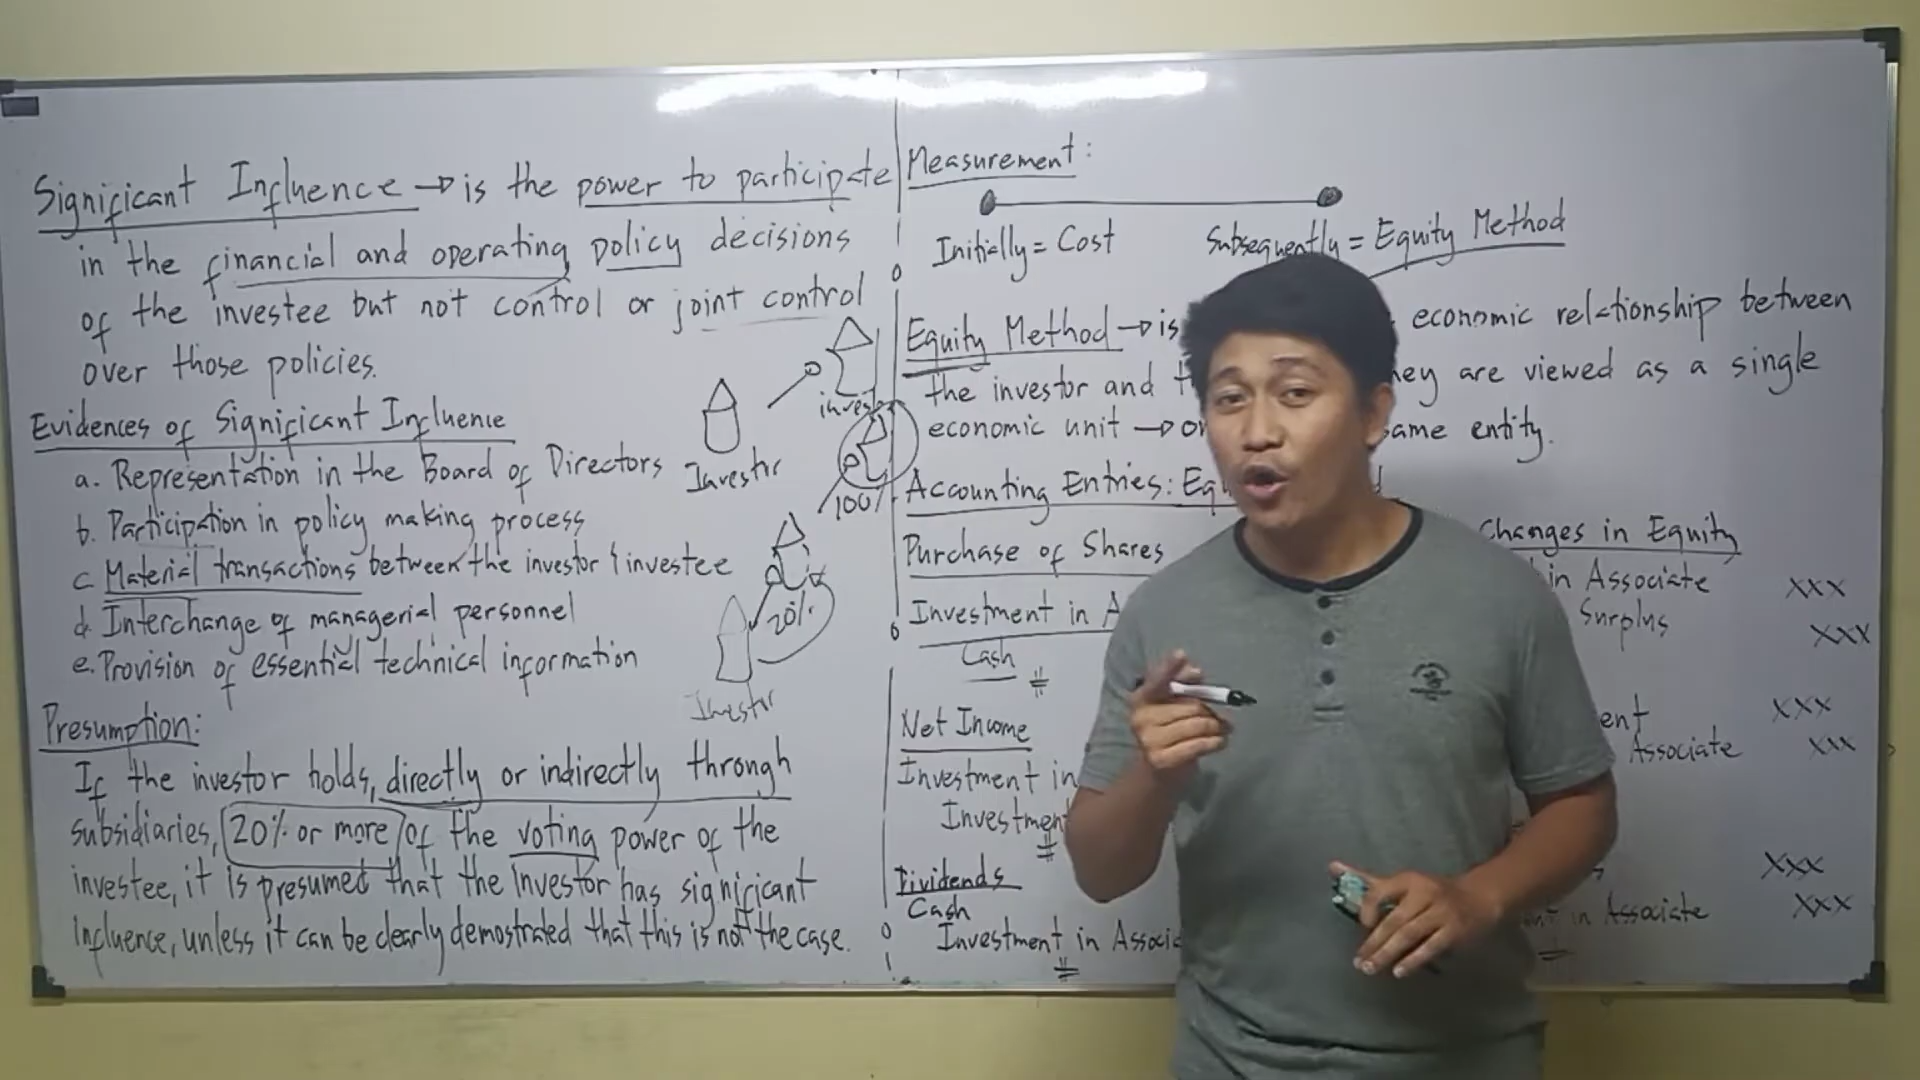 Significant Influence → is the power to participate
in the financial and operating policy decisions
of the investee but not control or joint control
over those policies.
Evidences of Significant Influence
a. Representation in the Board of Directors
b. Participation in policy making process
c. Material transactions between the investor & investee
d. Interchange of managerial personnel
e. Provision of essential technical information
Presumption:
If the investor holds, directly or indirectly through
subsidiaries, 20% or more of the voting power of the
investee, it is presumed that the investor has significant
influence, unless it can be clearly demostrated that this is not the case.
Investor
100%
20%
Investor
Measurement:
Initially = Cost
Subsequently = Equity Method
Equity Method → is economic relationship between
the investor and they are viewed as a single
economic unit → same entity.
Accounting Entries:
Purchase of Shares
Investment in
Cash
Net Income
Investment in
Investment
Dividends
Cash
Investment in
Changes in Equity
in Associate xxx
Surplus xxx
xxx
Associate xxx
xxx
in Associate xxx